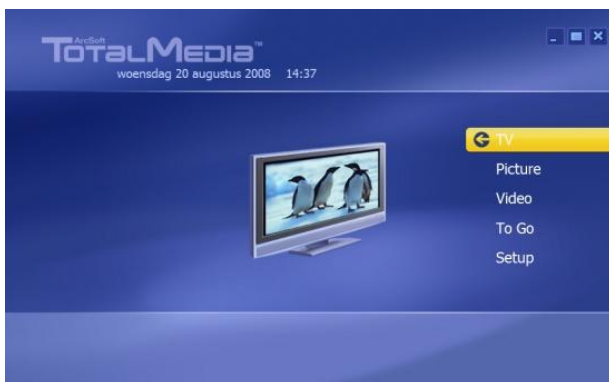 ArcSoft
TOTALMEDIA™
woensdag 20 augustus 2008 14:37
TV
Picture
Video
To Go
Setup